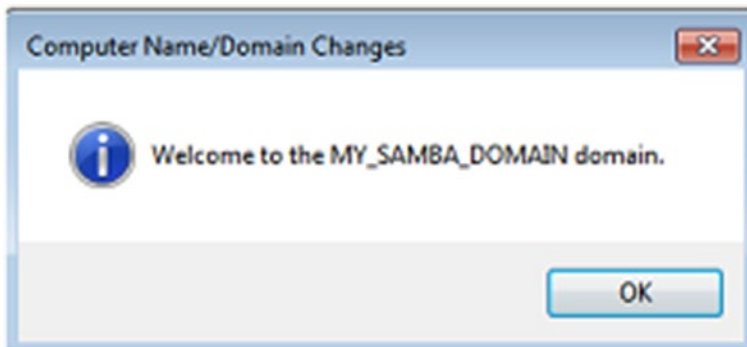 Computer Name/Domain Changes
Welcome to the MY_SAMBA_DOMAIN domain.
OK